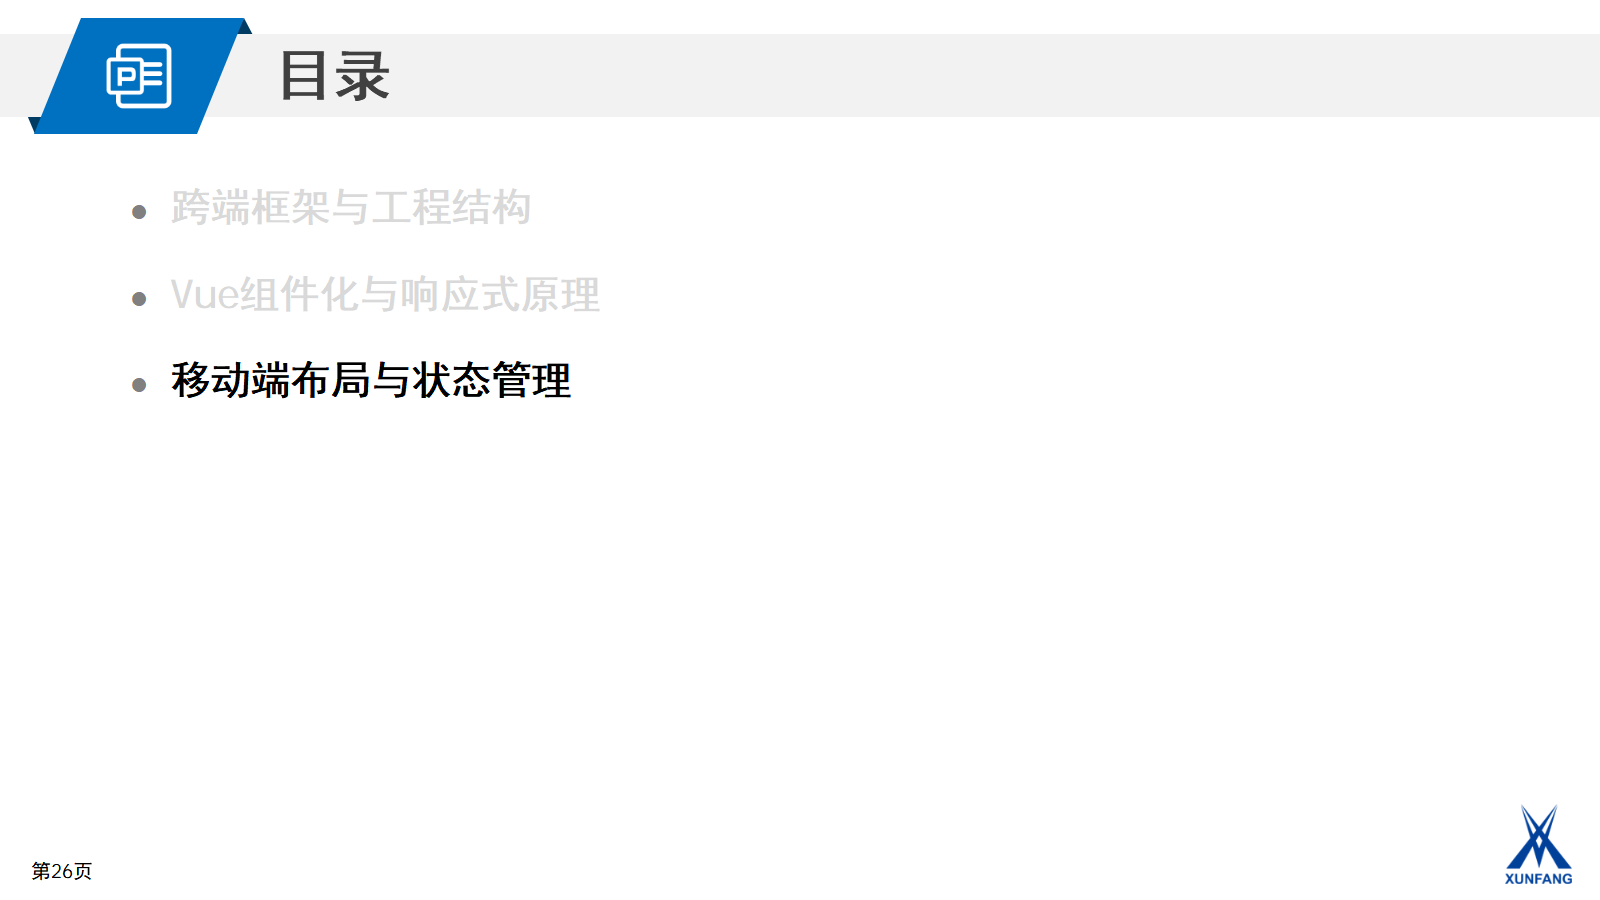 目录
跨端框架与工程结构
Vue组件化与响应式原理
移动端布局与状态管理
第26页
XUNFANG